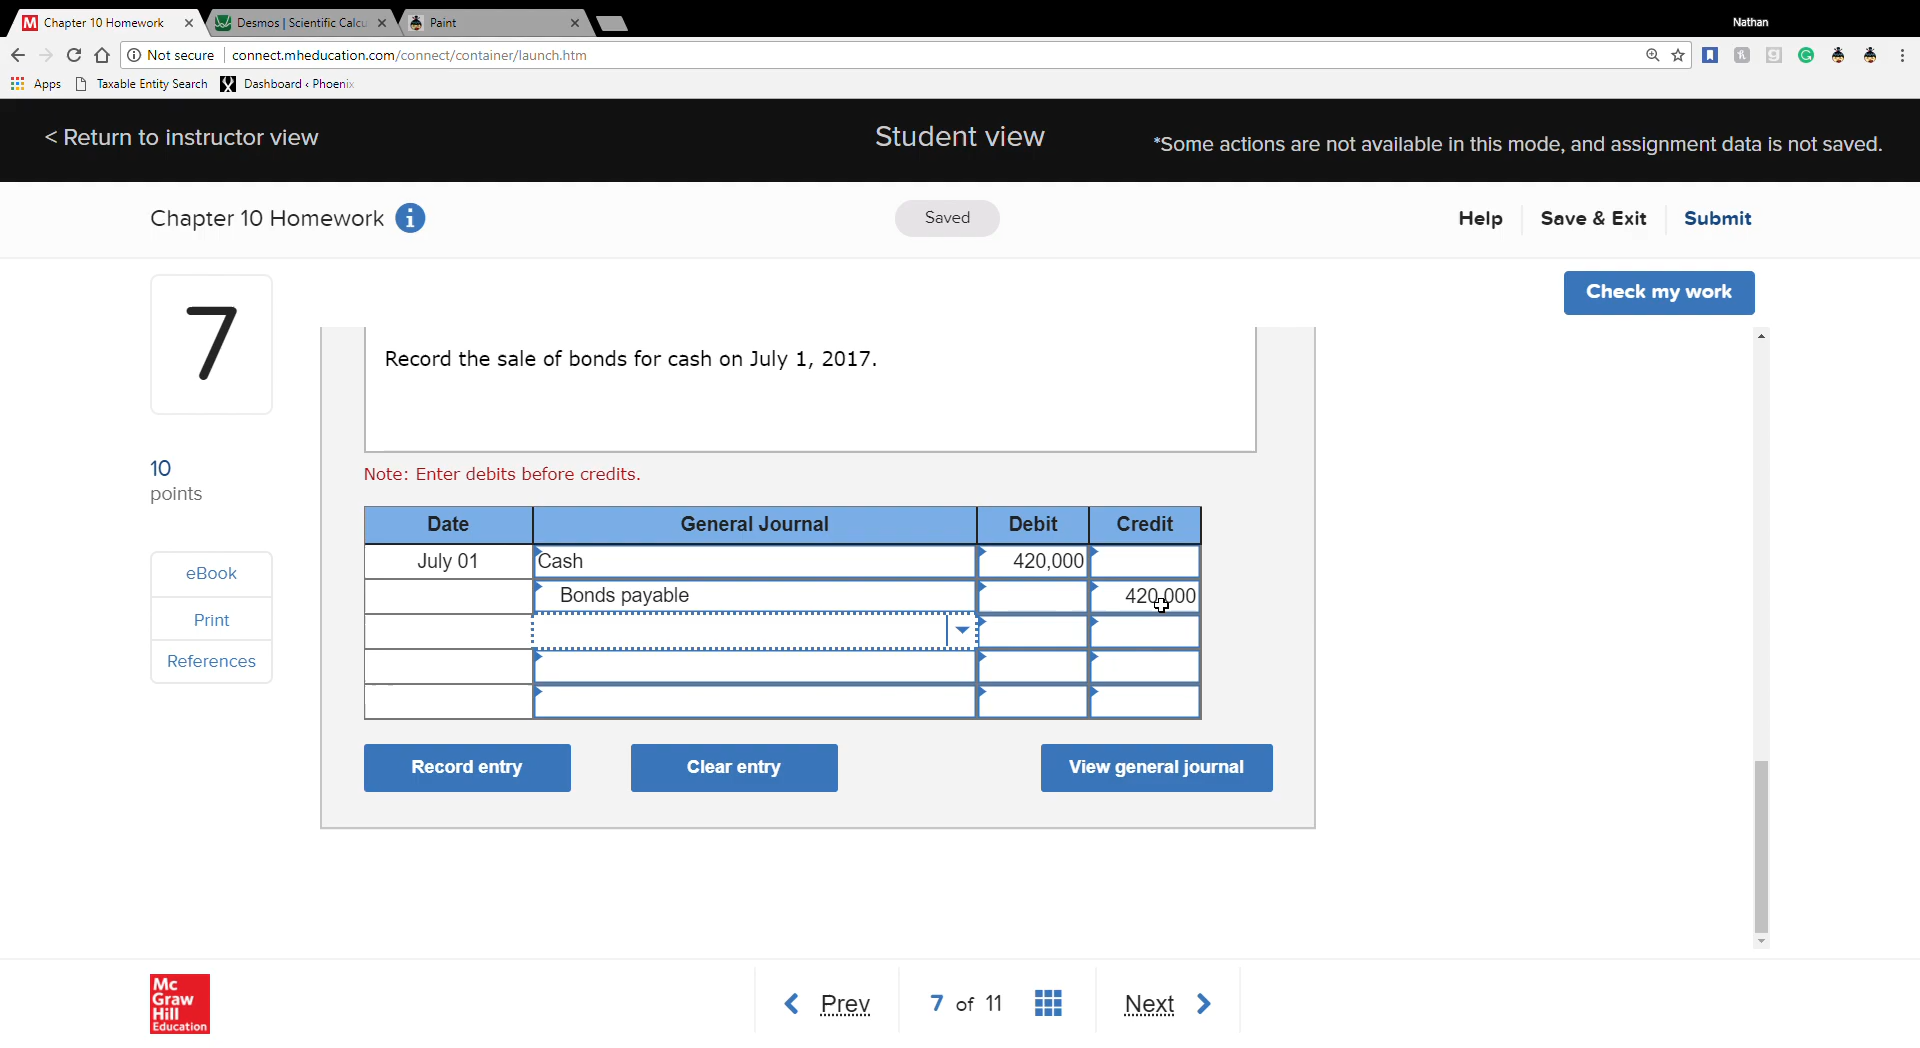 Chapter 10 Homework
Desmos | Scientific Calcu
Paint
Nathan
Not secure
connect.mheducation.com/connect/container/launch.htm
Apps
Taxable Entity Search
Dashboard ‹ Phoenix
< Return to instructor view
Student view
*Some actions are not available in this mode, and assignment data is not saved.
Chapter 10 Homework
Saved
Help
Save & Exit
Submit
7
Check my work
Record the sale of bonds for cash on July 1, 2017.
10
points
Note: Enter debits before credits.
Date General Journal Debit Credit
July 01 Cash 420,000
Bonds payable 420,000
eBook
Print
References
Record entry
Clear entry
View general journal
Mc
Graw
Hill
Education
Prev
7 of 11
Next